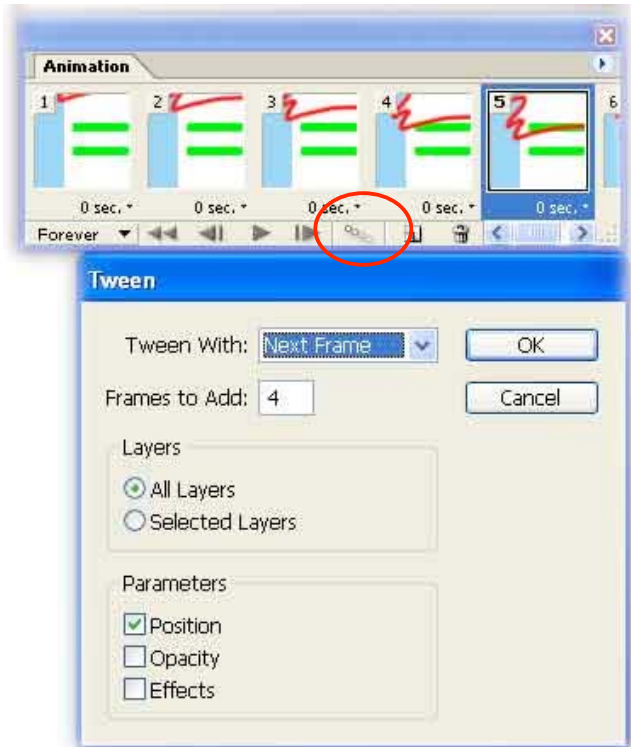 Animation
1 2 3 4 5 6
0 sec. 0 sec. 0 sec. 0 sec. 0 sec.
Forever
Tween
Tween With: Next Frame OK
Frames to Add: 4 Cancel
Layers
All Layers
Selected Layers
Parameters
Position
Opacity
Effects